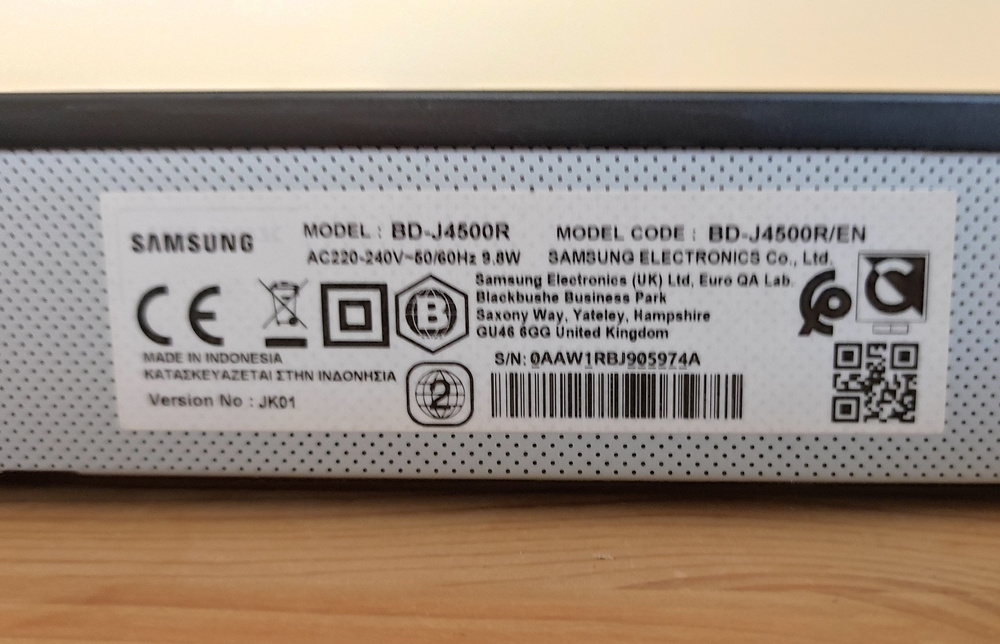 SAMSUNG
MODEL : BD-J4500R MODEL CODE : BD-J4500R/EN
AC220-240V~50/60Hz 9.8W SAMSUNG ELECTRONICS Co., Ltd.
Samsung Electronics (UK) Ltd, Euro QA Lab.
Blackbushe Business Park
Saxony Way, Yateley, Hampshire
GU46 6GG United Kingdom
CE
B
MADE IN INDONESIA
ΚΑΤΑΣΚΕΥΑΖΕΤΑΙ ΣΤΗΝ ΙΝΔΟΝΗΣΙΑ
Version No : JK01
2
S/N: 0AAW1RBJ905974A